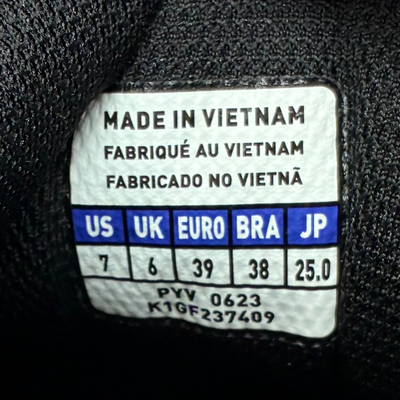 MADE IN VIETNAM
FABRIQUÉ AU VIETNAM
FABRICADO NO VIETNÃ
US UK EURO BRA JP
7 6 39 38 25.0
PYV 0623
K1GF237409